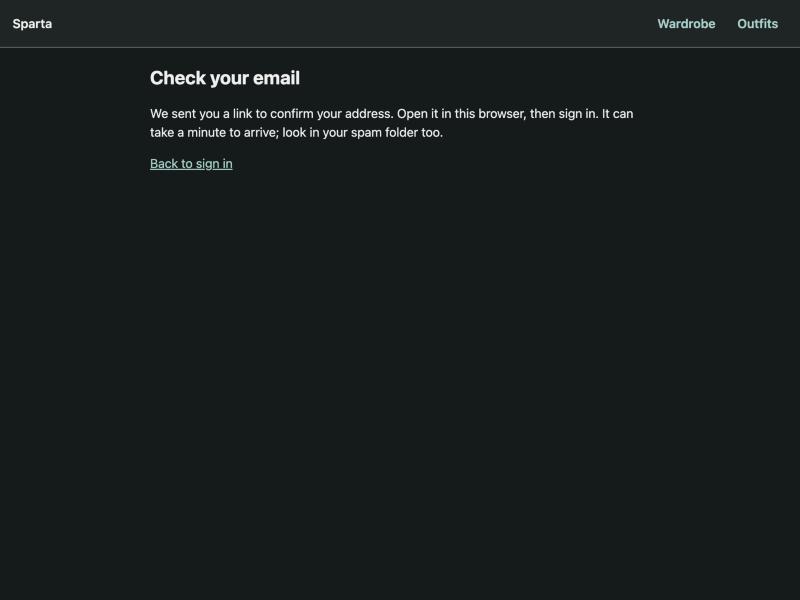 Sparta
Wardrobe Outfits
Check your email
We sent you a link to confirm your address. Open it in this browser, then sign in. It can
take a minute to arrive; look in your spam folder too.
Back to sign in